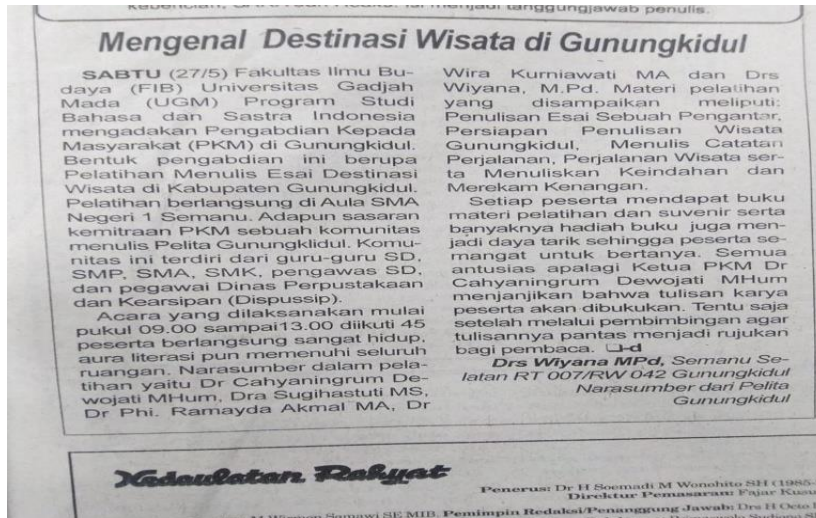 tanggungjawab penulis.
Mengenal Destinasi Wisata di Gunungkidul
SABTU (27/5) Fakultas Ilmu Bu-
daya (FIB) Universitas Gadjah
Mada (UGM) Program Studi
Bahasa dan Sastra Indonesia
mengadakan Pengabdian Kepada
Masyarakat (PKM) di Gunungkidul.
Bentuk pengabdian ini berupa
Pelatihan Menulis Esai Destinasi
Wisata di Kabupaten Gunungkidul.
Pelatihan berlangsung di Aula SMA
Negeri 1 Semanu. Adapun sasaran
kemitraan PKM sebuah komunitas
menulis Pelita Gunungklidul. Komu-
nitas ini terdiri dari guru-guru SD,
SMP, SMA, SMK, pengawas SD,
dan pegawai Dinas Perpustakaan
dan Kearsipan (Dispussip).
Acara yang dilaksanakan mulai
pukul 09.00 sampai13.00 diikuti 45
peserta berlangsung sangat hidup,
aura literasi pun memenuhi seluruh
ruangan. Narasumber dalam pela-
tihan yaitu Dr Cahyaningrum De-
wojati MHum, Dra Sugihastuti MS,
Dr Phi. Ramayda Akmal MA, Dr
Wira Kurniawati MA dan Drs
Wiyana, M.Pd. Materi pelatihan
yang disampaikan meliputi:
Penulisan Esai Sebuah Pengantar,
Persiapan Penulisan Wisata
Gunungkidul, Menulis Catatan
Perjalanan, Perjalanan Wisata ser-
ta Menuliskan Keindahan dan
Merekam Kenangan.
Setiap peserta mendapat buku
materi pelatihan dan suvenir serta
banyaknya hadiah buku juga men-
jadi daya tarik sehingga peserta se-
mangat untuk bertanya. Semua
antusias apalagi Ketua PKM Dr
Cahyaningrum Dewojati MHum
menjanjikan bahwa tulisan karya
peserta akan dibukukan. Tentu saja
setelah melalui pembimbingan agar
tulisannya pantas menjadi rujukan
bagi pembaca. ❑-d
Drs Wiyana MPd, Semanu Se-
latan RT 007/RW 042 Gunungkidul
Narasumber dari Pelita
Gunungkidul
Kedaulatan Rakyat
Penerus: Dr H Soemadi M Wonohito SH (1985-
Direktur Pemasaran: Fajar Kusu
Samawi SE MIB. Pemimpin Redaksi/Penanggung Jawab: Drs H Octo